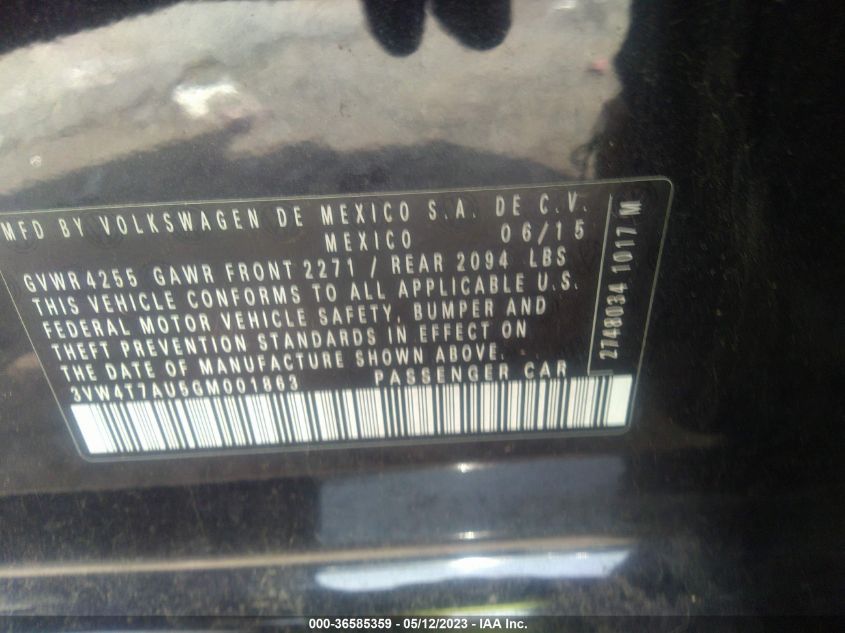 MFD BY VOLKSWAGEN DE MEXICO S.A. DE C.V.
MEXICO 06/15
GVWR 4255 GAWR FRONT 2271 / REAR 2094 LBS
THIS VEHICLE CONFORMS TO ALL APPLICABLE U.S.
FEDERAL MOTOR VEHICLE SAFETY, BUMPER AND
THEFT PREVENTION STANDARDS IN EFFECT ON
THE DATE OF MANUFACTURE SHOWN ABOVE.
3VW4T7AU5GM001863 PASSENGER CAR
2748034 1017 M
000-36585359 - 05/12/2023 - IAA Inc.